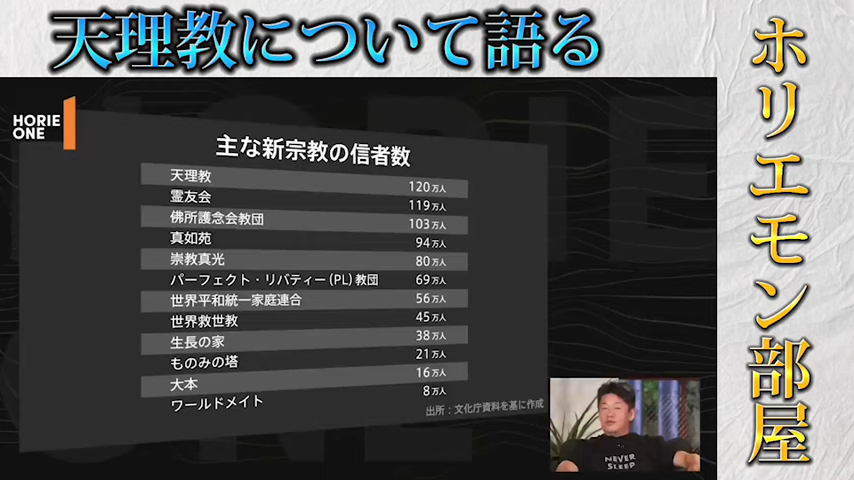 天理教について語る
ホリエモン部屋
HORIE
ONE
主な新宗教の信者数
天理教 120万人
霊友会 119万人
佛所護念会教団 103万人
真如苑 94万人
崇教真光 80万人
パーフェクト・リバティー(PL)教団 69万人
世界平和統一家庭連合 56万人
世界救世教 45万人
生長の家 38万人
ものみの塔 21万人
大本 16万人
ワールドメイト 8万人
出所:文化庁資料を基に作成
NEVER
SLEEP